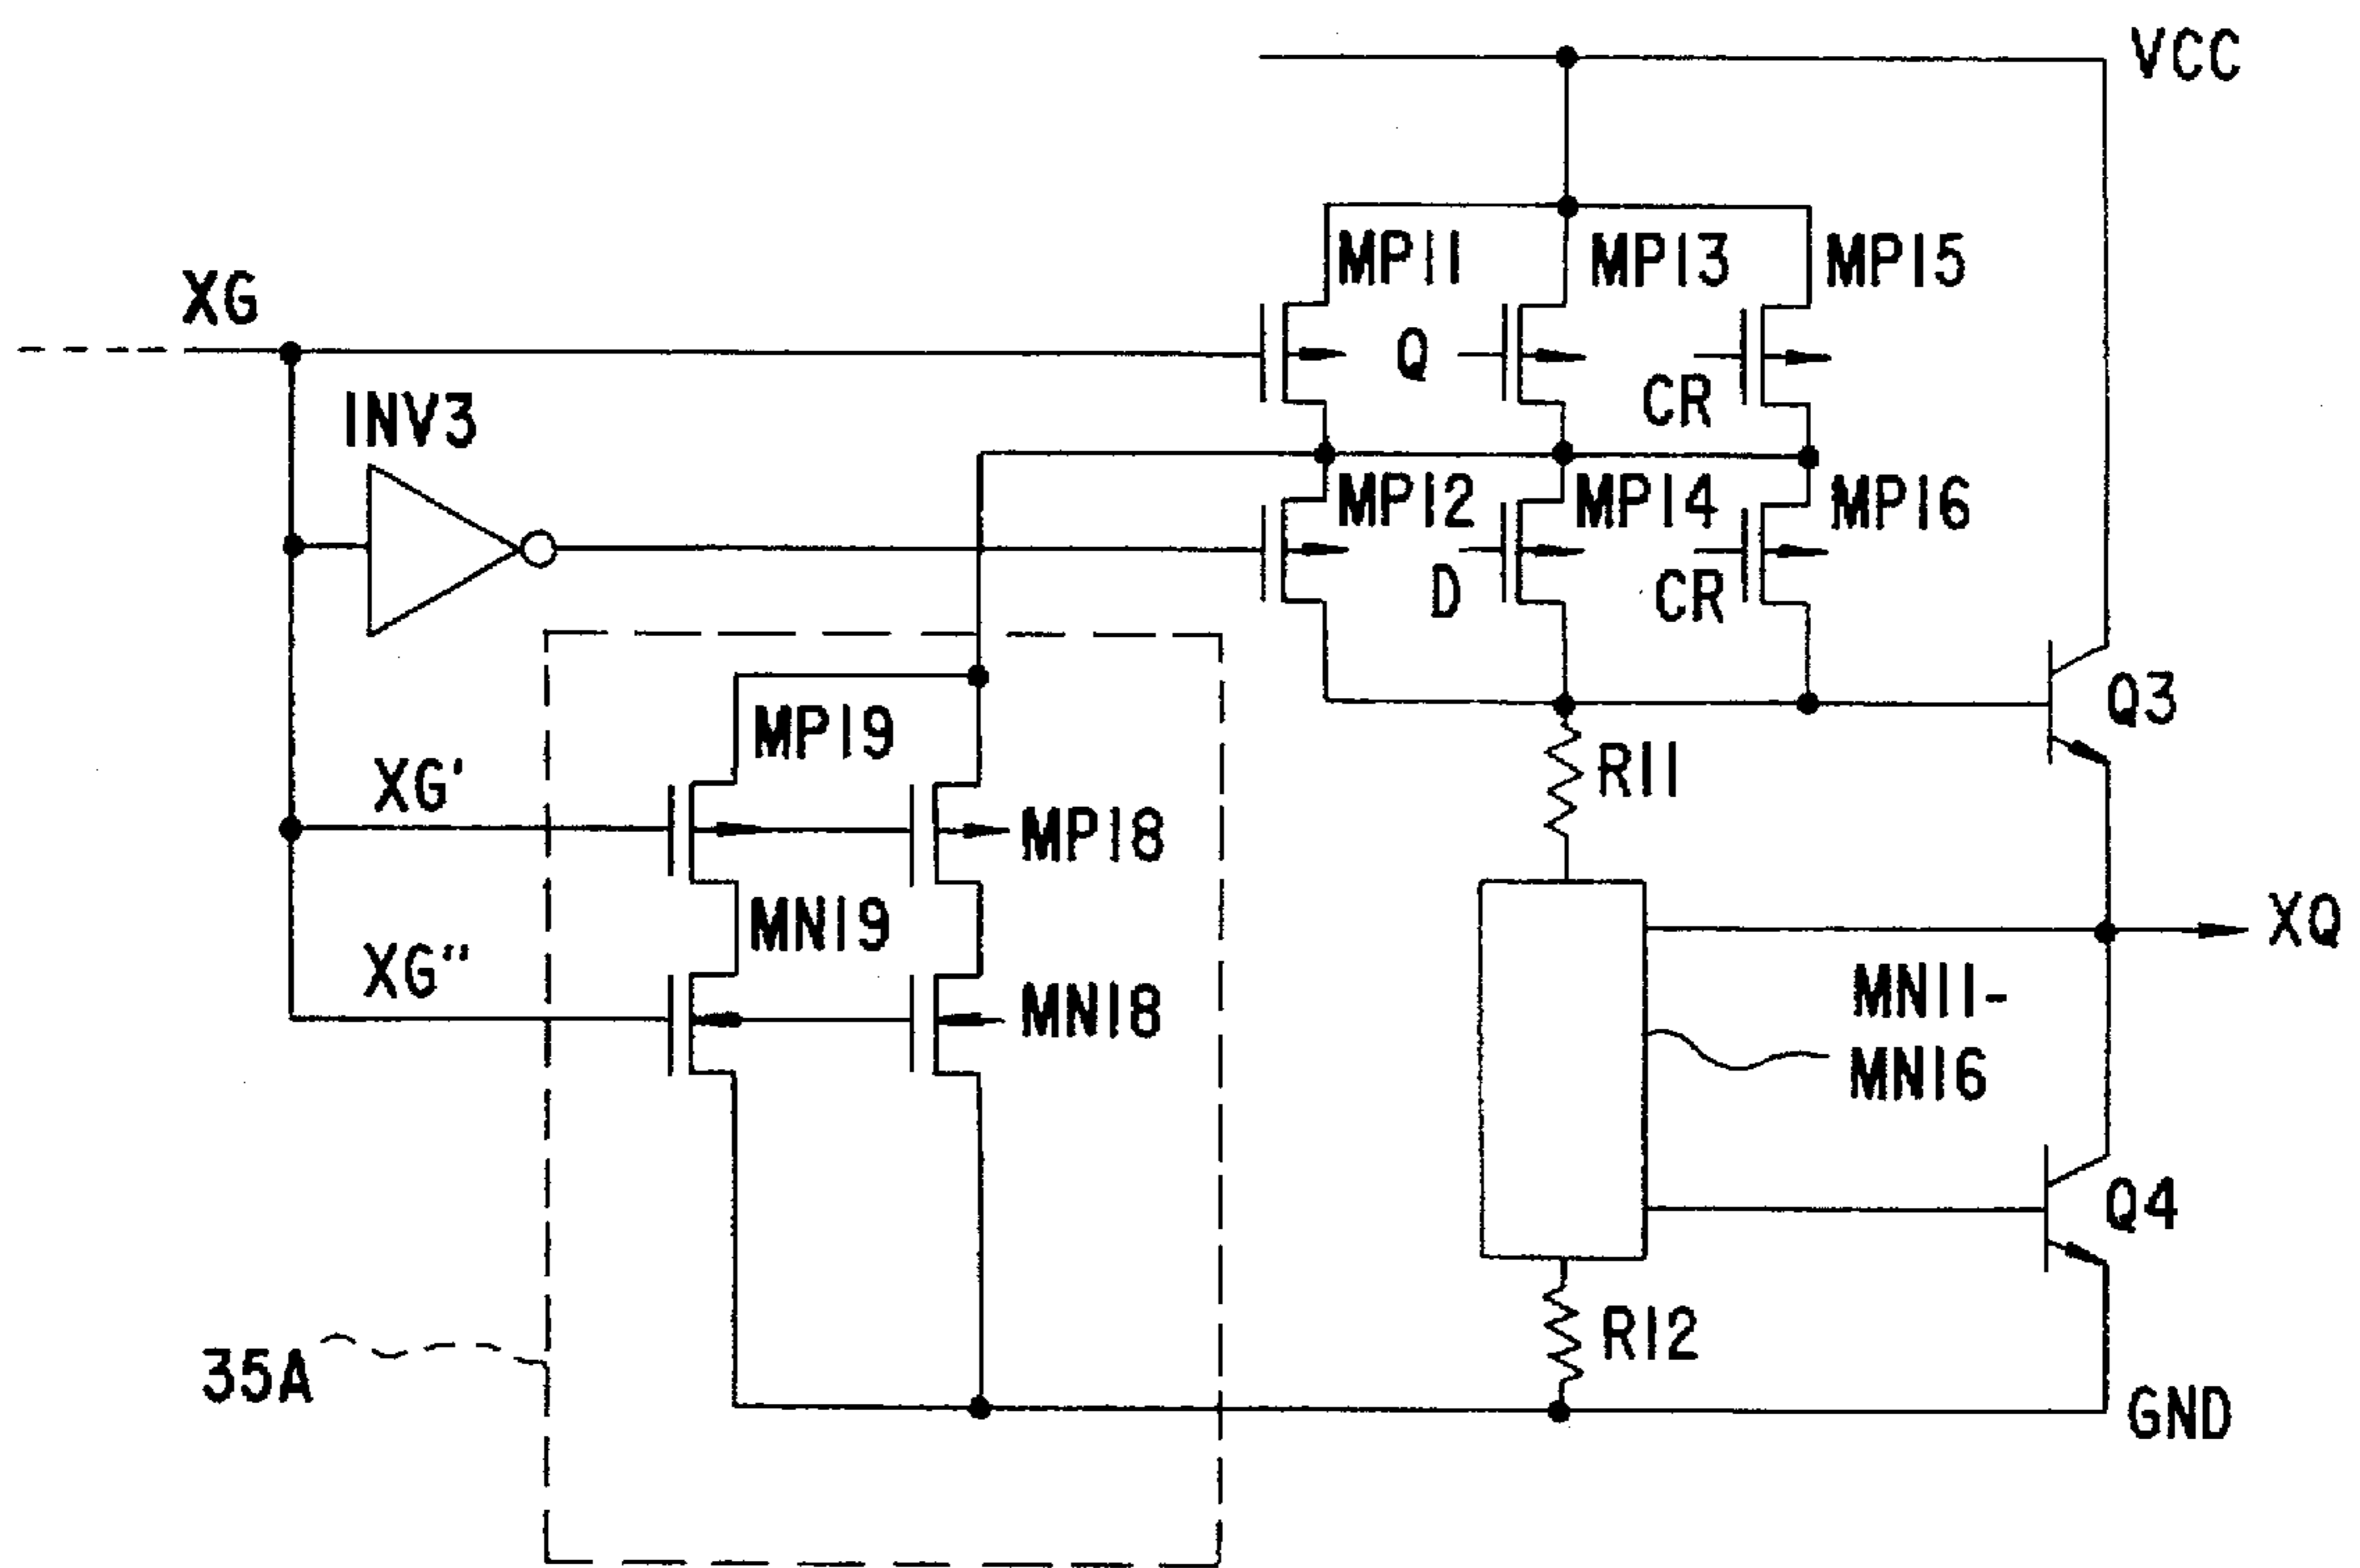 VCC
MP11
MP13
MP15
XG
Q
CR
INV3
MP12
MP14
MP16
D
CR
MP19
Q3
R11
XG'
MP18
MN19
XQ
XG"
MN18
MN11-
MN16
Q4
R12
35A
GND